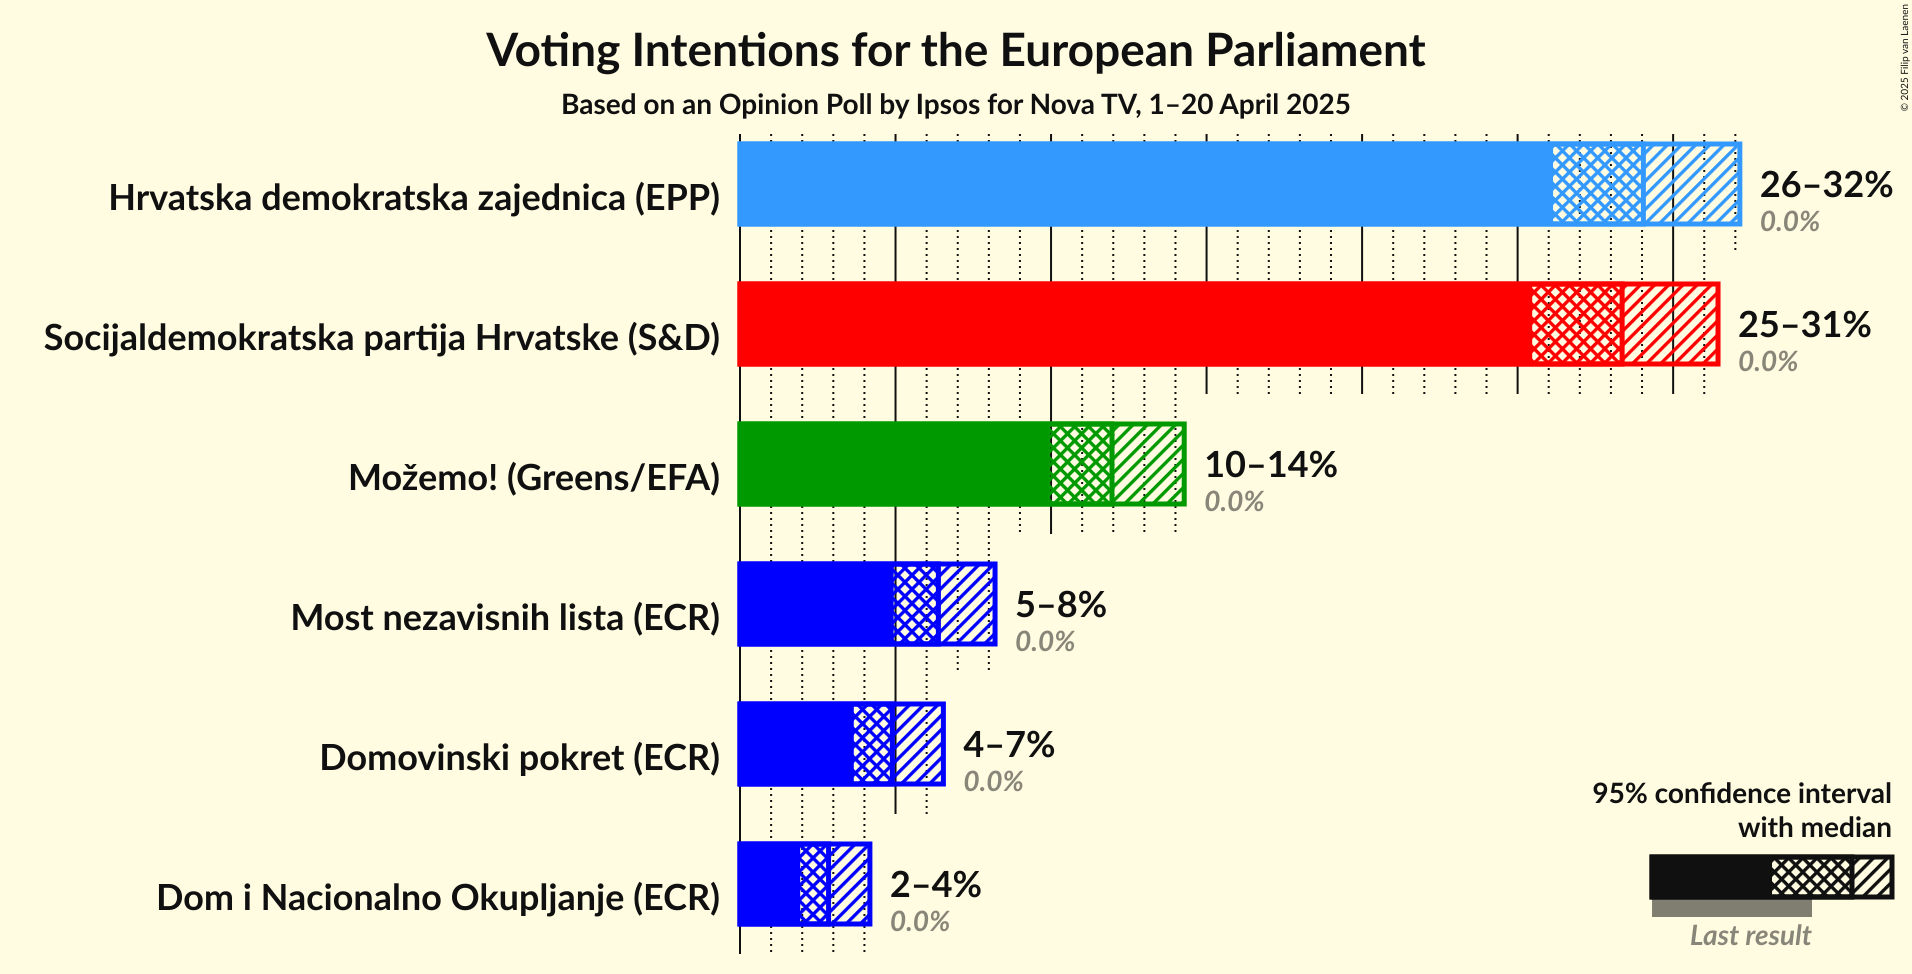 Voting Intentions for the European Parliament
Based on an Opinion Poll by Ipsos for Nova TV, 1–20 April 2025
© 2025 Filip van Laenen
Hrvatska demokratska zajednica (EPP)
26–32%
0.0%
Socijaldemokratska partija Hrvatske (S&D)
25–31%
0.0%
Možemo! (Greens/EFA)
10–14%
0.0%
Most nezavisnih lista (ECR)
5–8%
0.0%
Domovinski pokret (ECR)
4–7%
0.0%
Dom i Nacionalno Okupljanje (ECR)
2–4%
0.0%
95% confidence interval
with median
Last result